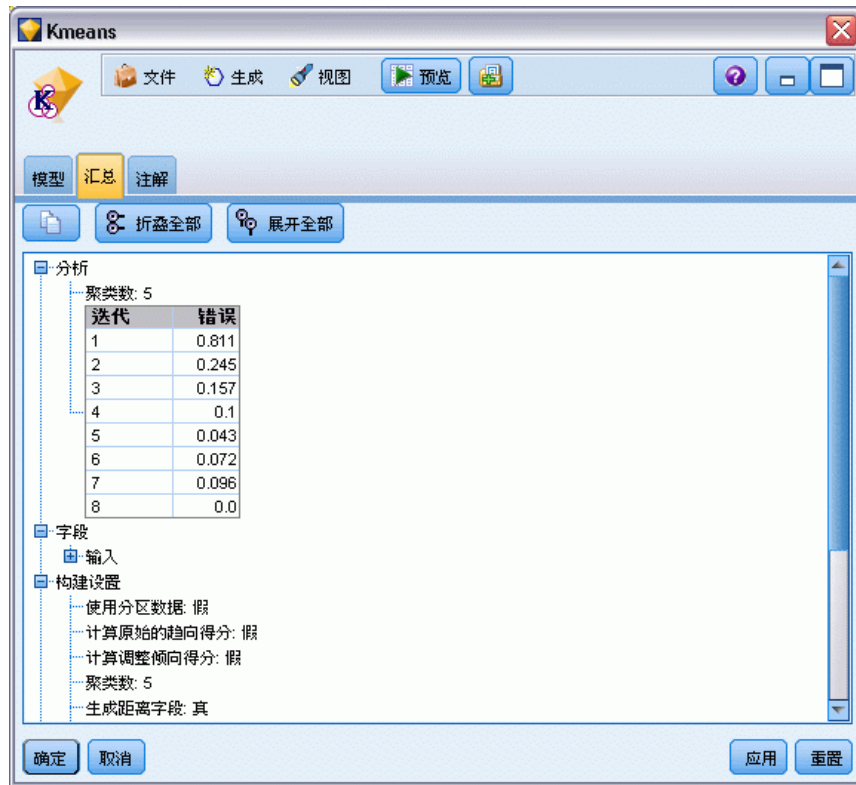 Kmeans
文件 生成 视图 预览
模型 汇总 注解
折叠全部 展开全部
分析
聚类数: 5
迭代 错误
1 0.811
2 0.245
3 0.157
4 0.1
5 0.043
6 0.072
7 0.096
8 0.0
字段
输入
构建设置
使用分区数据: 假
计算原始的趋向得分: 假
计算调整倾向得分: 假
聚类数: 5
生成距离字段: 真
确定 取消 应用 重置